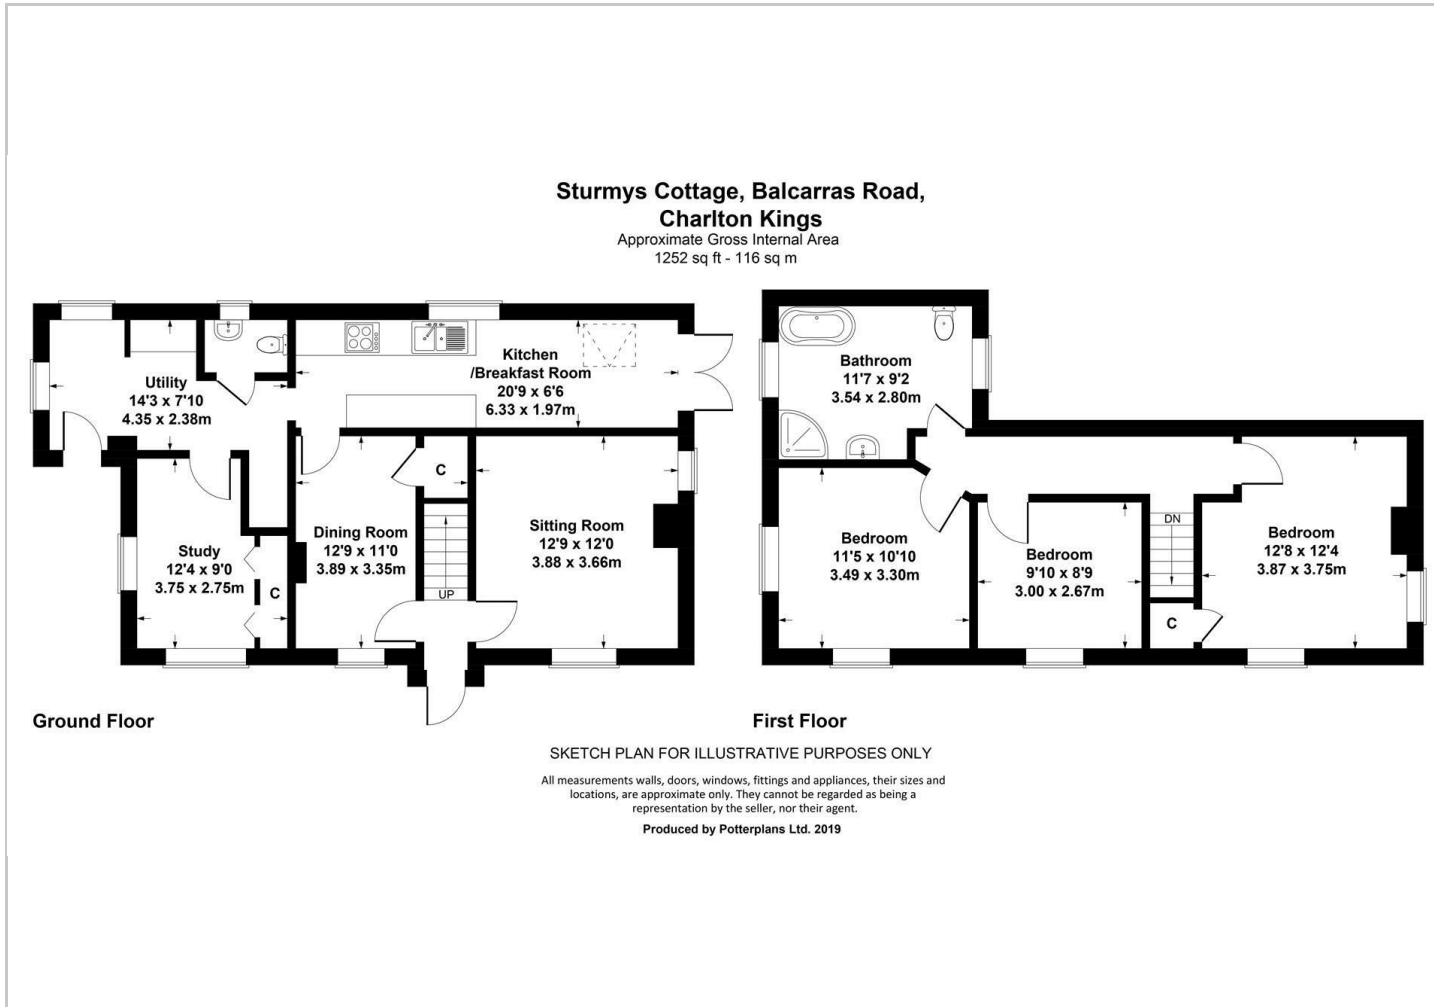 Sturmys Cottage, Balcarras Road,
Charlton Kings
Approximate Gross Internal Area
1252 sq ft - 116 sq m
Utility
14'3 x 7'10
4.35 x 2.38m
Kitchen
/Breakfast Room
20'9 x 6'6
6.33 x 1.97m
Study
12'4 x 9'0
3.75 x 2.75m
C
Dining Room
12'9 x 11'0
3.89 x 3.35m
C
UP
Sitting Room
12'9 x 12'0
3.88 x 3.66m
Bathroom
11'7 x 9'2
3.54 x 2.80m
Bedroom
11'5 x 10'10
3.49 x 3.30m
Bedroom
9'10 x 8'9
3.00 x 2.67m
DN
C
Bedroom
12'8 x 12'4
3.87 x 3.75m
Ground Floor
First Floor
SKETCH PLAN FOR ILLUSTRATIVE PURPOSES ONLY
All measurements walls, doors, windows, fittings and appliances, their sizes and
locations, are approximate only. They cannot be regarded as being a
representation by the seller, nor their agent.
Produced by Potterplans Ltd. 2019